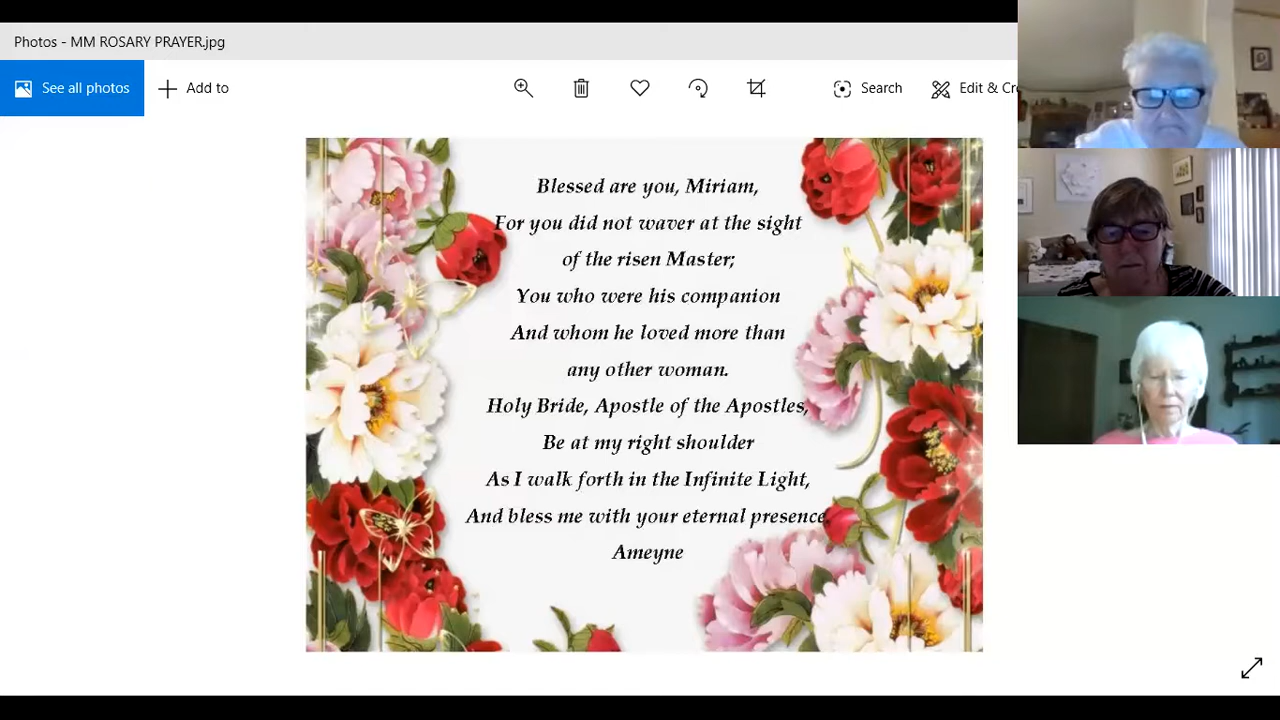 Photos - MM ROSARY PRAYER.jpg
See all photos
Add to
Search
Edit & Cr
Blessed are you, Miriam,
For you did not waver at the sight
of the risen Master;
You who were his companion
And whom he loved more than
any other woman.
Holy Bride, Apostle of the Apostles,
Be at my right shoulder
As I walk forth in the Infinite Light,
And bless me with your eternal presence.
Ameyne